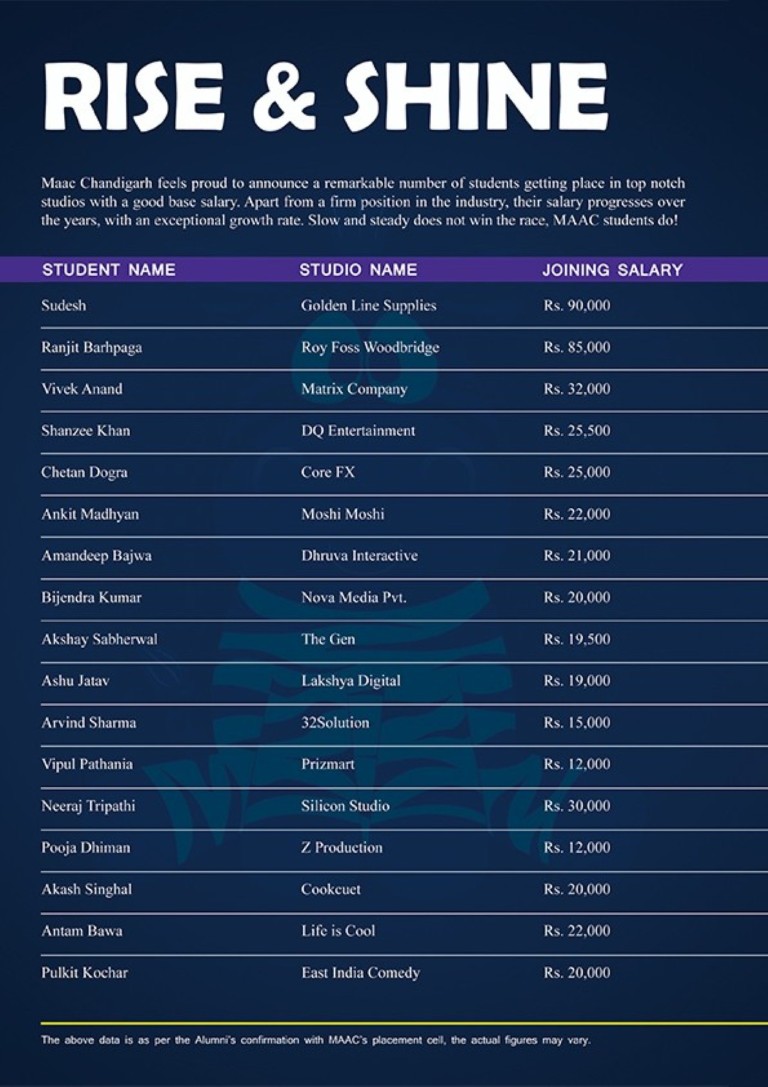 RISE & SHINE
Maac Chandigarh feels proud to announce a remarkable number of students getting place in top notch
studios with a good base salary. Apart from a firm position in the industry, their salary progresses over
the years, with an exceptional growth rate. Slow and steady does not win the race, MAAC students do!
STUDENT NAME STUDIO NAME JOINING SALARY
Sudesh Golden Line Supplies Rs. 90,000
Ranjit Barhpaga Roy Foss Woodbridge Rs. 85,000
Vivek Anand Matrix Company Rs. 32,000
Shanzee Khan DQ Entertainment Rs. 25,500
Chetan Dogra Core FX Rs. 25,000
Ankit Madhyan Moshi Moshi Rs. 22,000
Amandeep Bajwa Dhruva Interactive Rs. 21,000
Bijendra Kumar Nova Media Pvt. Rs. 20,000
Akshay Sabherwal The Gen Rs. 19,500
Ashu Jatav Lakshya Digital Rs. 19,000
Arvind Sharma 32Solution Rs. 15,000
Vipul Pathania Prizmart Rs. 12,000
Neeraj Tripathi Silicon Studio Rs. 30,000
Pooja Dhiman Z Production Rs. 12,000
Akash Singhal Cookcuet Rs. 20,000
Antam Bawa Life is Cool Rs. 22,000
Pulkit Kochar East India Comedy Rs. 20,000
The above data is as per the Alumni's confirmation with MAAC's placement cell, the actual figures may vary.